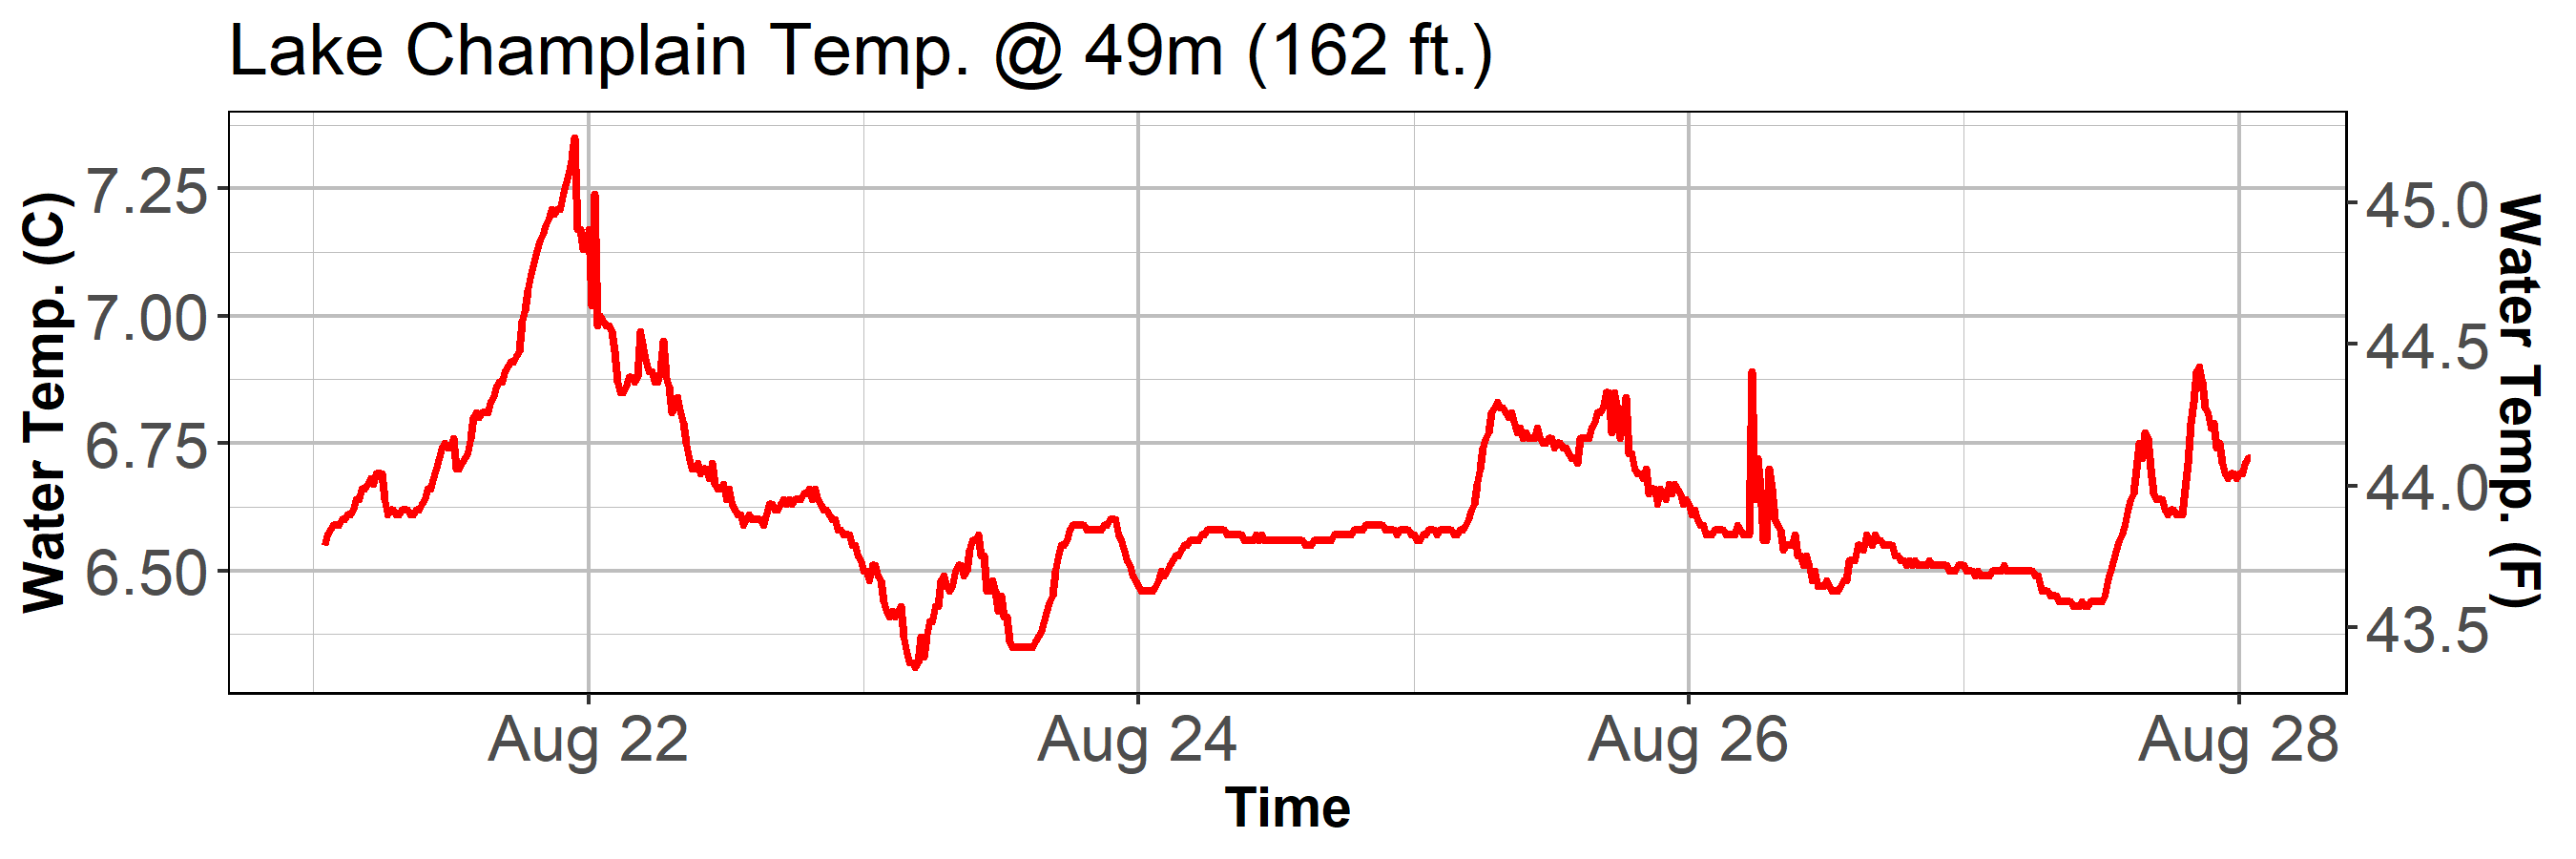 Lake Champlain Temp. @ 49m (162 ft.)
Water Temp. (C)
7.25
7.00
6.75
6.50
45.0
44.5
44.0
43.5
Water Temp. (F)
Aug 22 Aug 24 Aug 26 Aug 28
Time